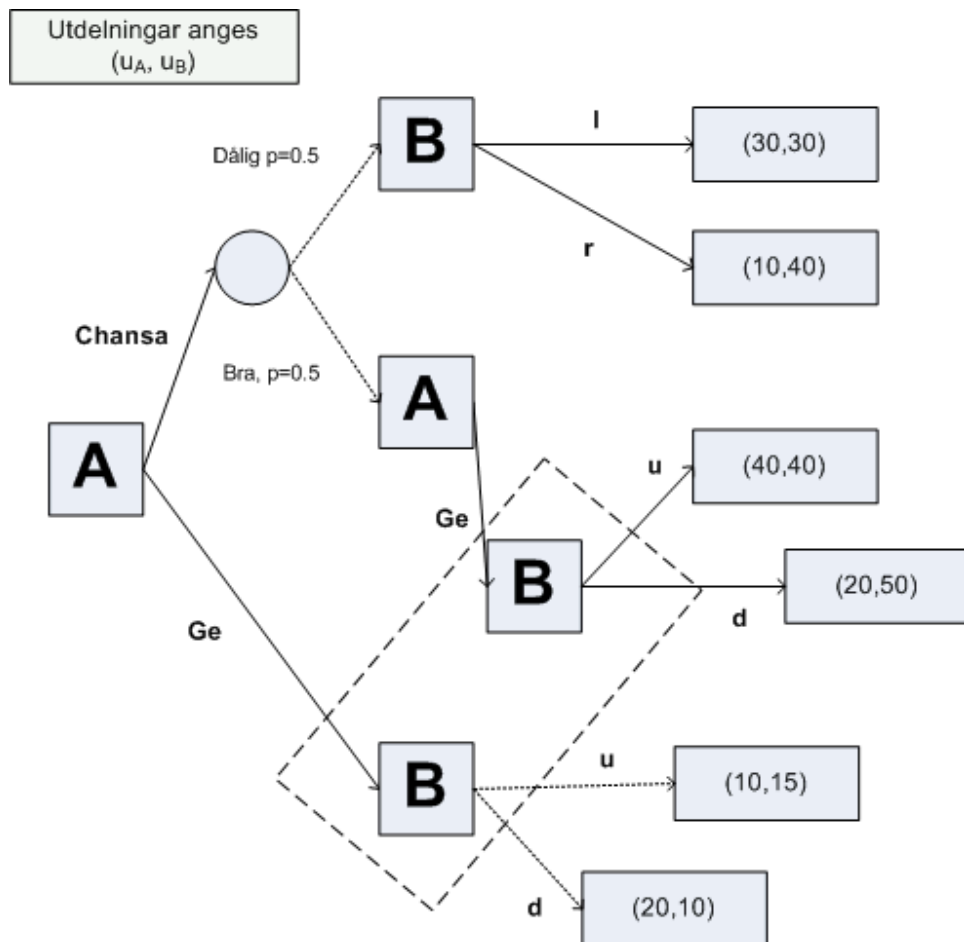 Utdelningar anges
(uA, uB)
B
l
(30,30)
Dålig p=0.5
r
(10,40)
Chansa
Bra, p=0.5
A
A
u
(40,40)
Ge
B
(20,50)
d
Ge
B
u
(10,15)
d
(20,10)